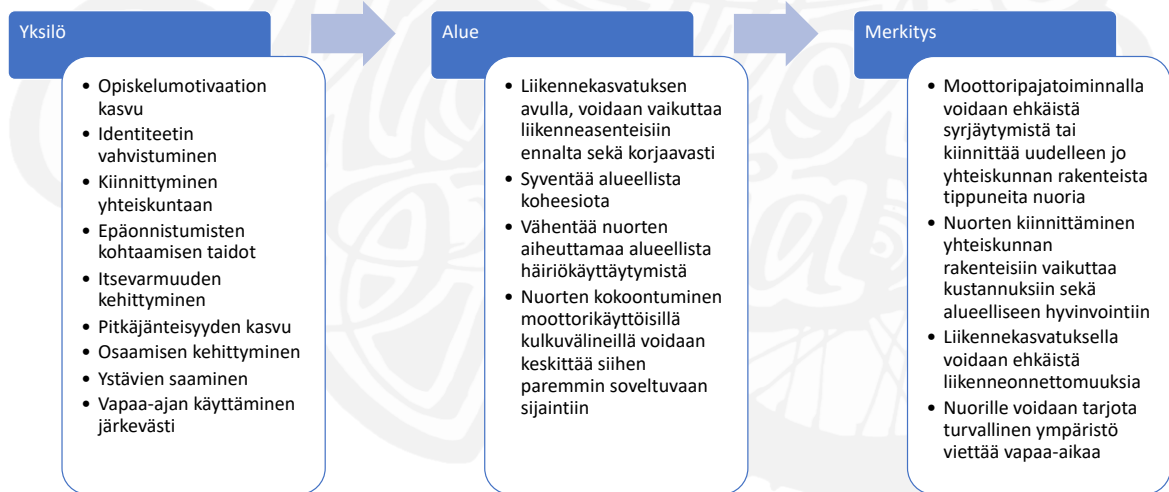 Yksilö
• Opiskelumotivaation
kasvu
• Identiteetin
vahvistuminen
• Kiinnittyminen
yhteiskuntaan
• Epäonnistumisten
kohtaamisen taidot
• Itsevarmuuden
kehittyminen
• Pitkäjänteisyyden kasvu
• Osaamisen kehittyminen
• Ystävien saaminen
• Vapaa-ajan käyttäminen
järkevästi
Alue
• Liikennekasvatuksen
avulla, voidaan vaikuttaa
liikenneasenteisiin
ennalta sekä korjaavasti
• Syventää alueellista
koheesiota
• Vähentää nuorten
aiheuttamaa alueellista
häiriökäyttäytymistä
• Nuorten kokoontuminen
moottorikäyttöisillä
kulkuvälineillä voidaan
keskittää siihen
paremmin soveltuvaan
sijaintiin
Merkitys
• Moottoripajatoiminnalla
voidaan ehkäistä
syrjäytymistä tai
kiinnittää uudelleen jo
yhteiskunnan rakenteista
tippuneita nuoria
• Nuorten kiinnittäminen
yhteiskunnan
rakenteisiin vaikuttaa
kustannuksiin sekä
alueelliseen hyvinvointiin
• Liikennekasvatuksella
voidaan ehkäistä
liikenneonnettomuuksia
• Nuorille voidaan tarjota
turvallinen ympäristö
viettää vapaa-aikaa